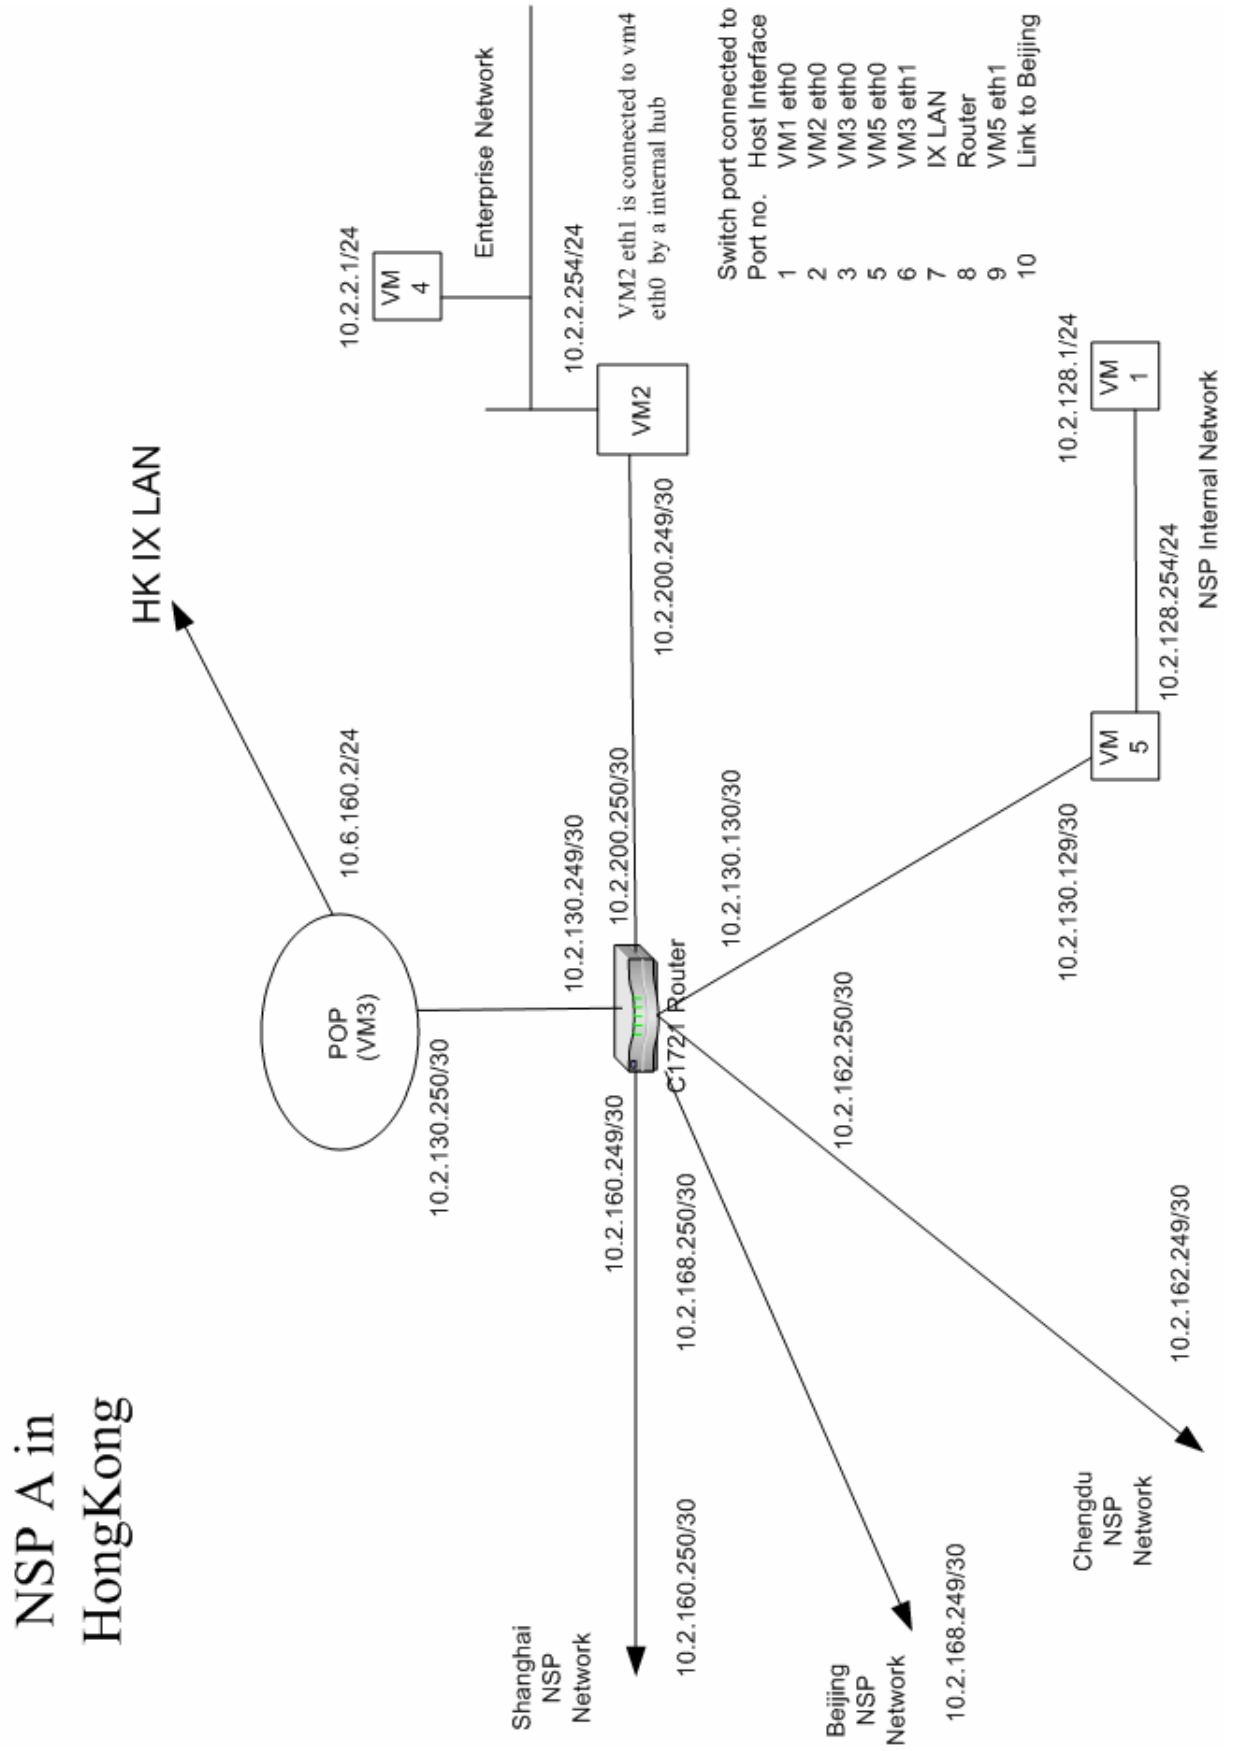 NSP A in
HongKong
HK IX LAN
10.2.2.1/24
VM
4
Enterprise Network
10.6.160.2/24
POP
(VM3)
10.2.130.250/30
10.2.130.249/30
10.2.2.254/24
VM2
VM2 eth1 is connected to vm4
eth0 by a internal hub
10.2.200.250/30
10.2.200.249/30
10.2.160.249/30
C1721 Router
Shanghai
NSP
Network
10.2.160.250/30
10.2.168.250/30
10.2.130.130/30
Switch port connected to
Port no. Host Interface
1 VM1 eth0
2 VM2 eth0
3 VM3 eth0
5 VM5 eth0
6 VM3 eth1
7 IX LAN
8 Router
9 VM5 eth1
10 Link to Beijing
10.2.162.250/30
Beijing
NSP
Network
10.2.168.249/30
10.2.130.129/30
10.2.128.1/24
VM
5
VM
1
10.2.128.254/24
Chengdu
NSP
Network
10.2.162.249/30
NSP Internal Network